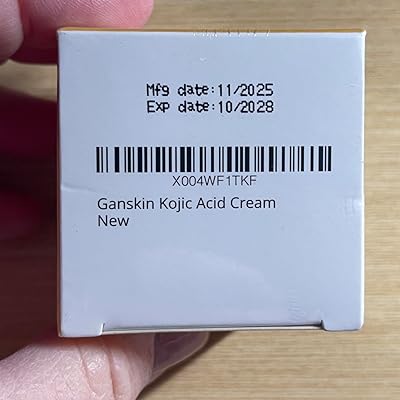 Mfg date:11/2025
Exp date:10/2028
X004WF1TKF
Ganskin Kojic Acid Cream
New